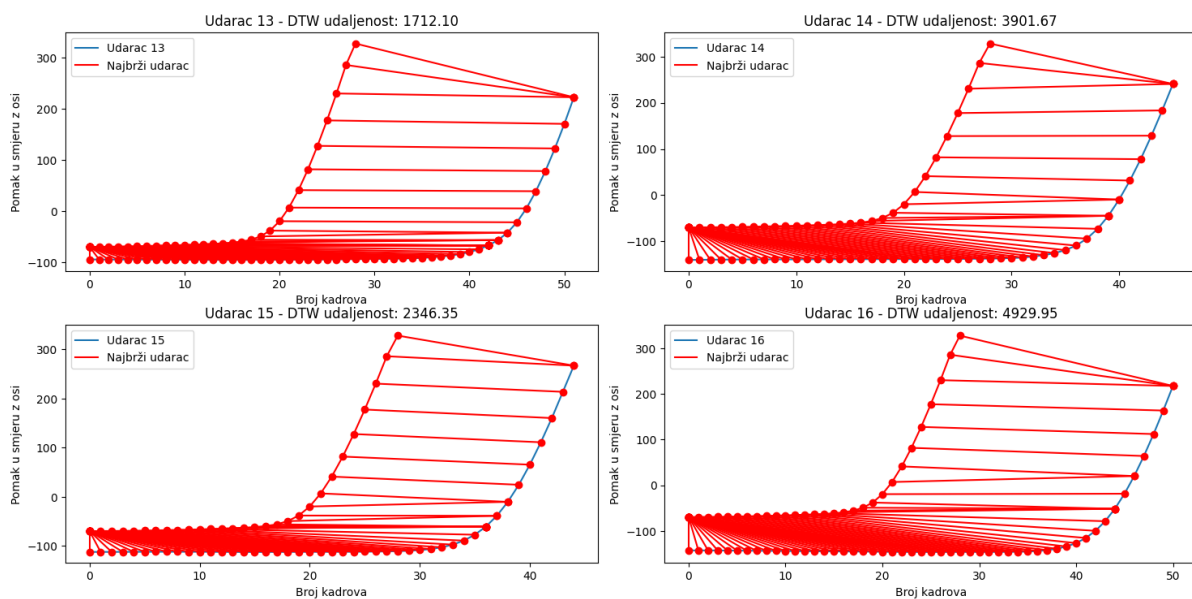 Udarac 13 - DTW udaljenost: 1712.10
Udarac 13
Najbrži udarac
Pomak u smjeru z osi
300
200
100
0
−100
0 10 20 30 40 50
Broj kadrova
Udarac 14 - DTW udaljenost: 3901.67
Udarac 14
Najbrži udarac
Pomak u smjeru z osi
300
200
100
0
−100
0 20 40
Broj kadrova
Udarac 15 - DTW udaljenost: 2346.35
Udarac 15
Najbrži udarac
Pomak u smjeru z osi
300
200
100
0
−100
0 10 20 30 40
Broj kadrova
Udarac 16 - DTW udaljenost: 4929.95
Udarac 16
Najbrži udarac
Pomak u smjeru z osi
300
200
100
0
−100
0 10 20 30 40 50
Broj kadrova